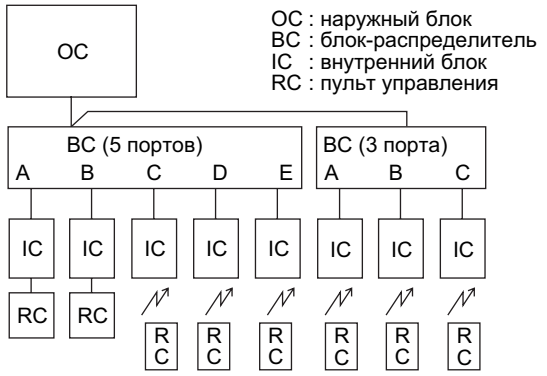 OC
OC : наружный блок
BC : блок-распределитель
IC : внутренний блок
RC : пульт управления
BC (5 портов)
A B C D E
BC (3 порта)
A B C
IC IC IC IC IC IC IC IC
RC RC
R R R R R R
C C C C C C